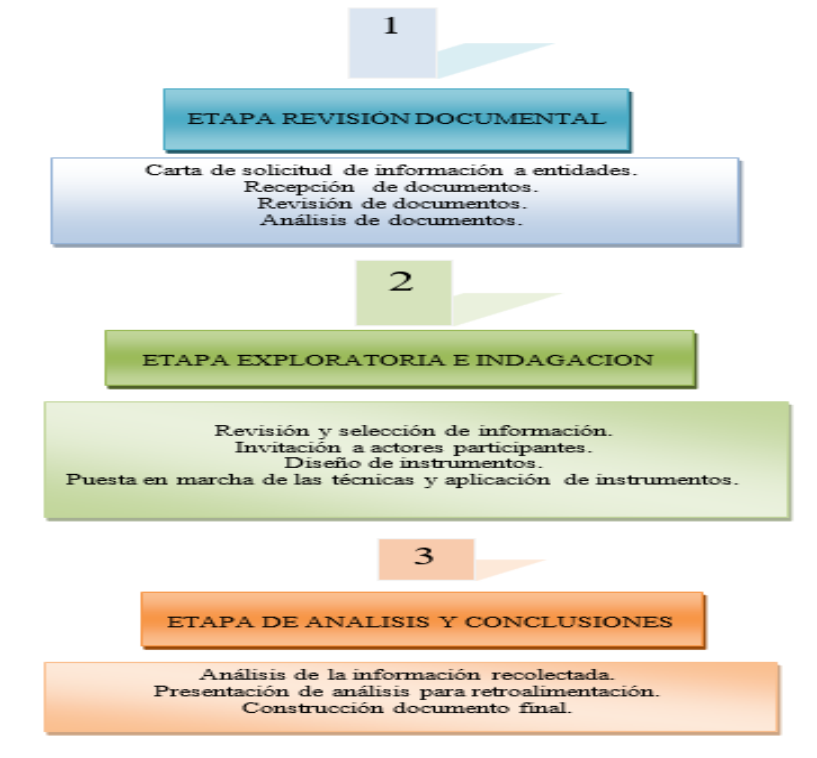 1
ETAPA REVISIÓN DOCUMENTAL
Carta de solicitud de información a entidades.
Recepción de documentos.
Revisión de documentos.
Análisis de documentos.
2
ETAPA EXPLORATORIA E INDAGACION
Revisión y selección de información.
Invitación a actores participantes.
Diseño de instrumentos.
Puesta en marcha de las técnicas y aplicación de instrumentos.
3
ETAPA DE ANALISIS Y CONCLUSIONES
Análisis de la información recolectada.
Presentación de análisis para retroalimentación.
Construcción documento final.